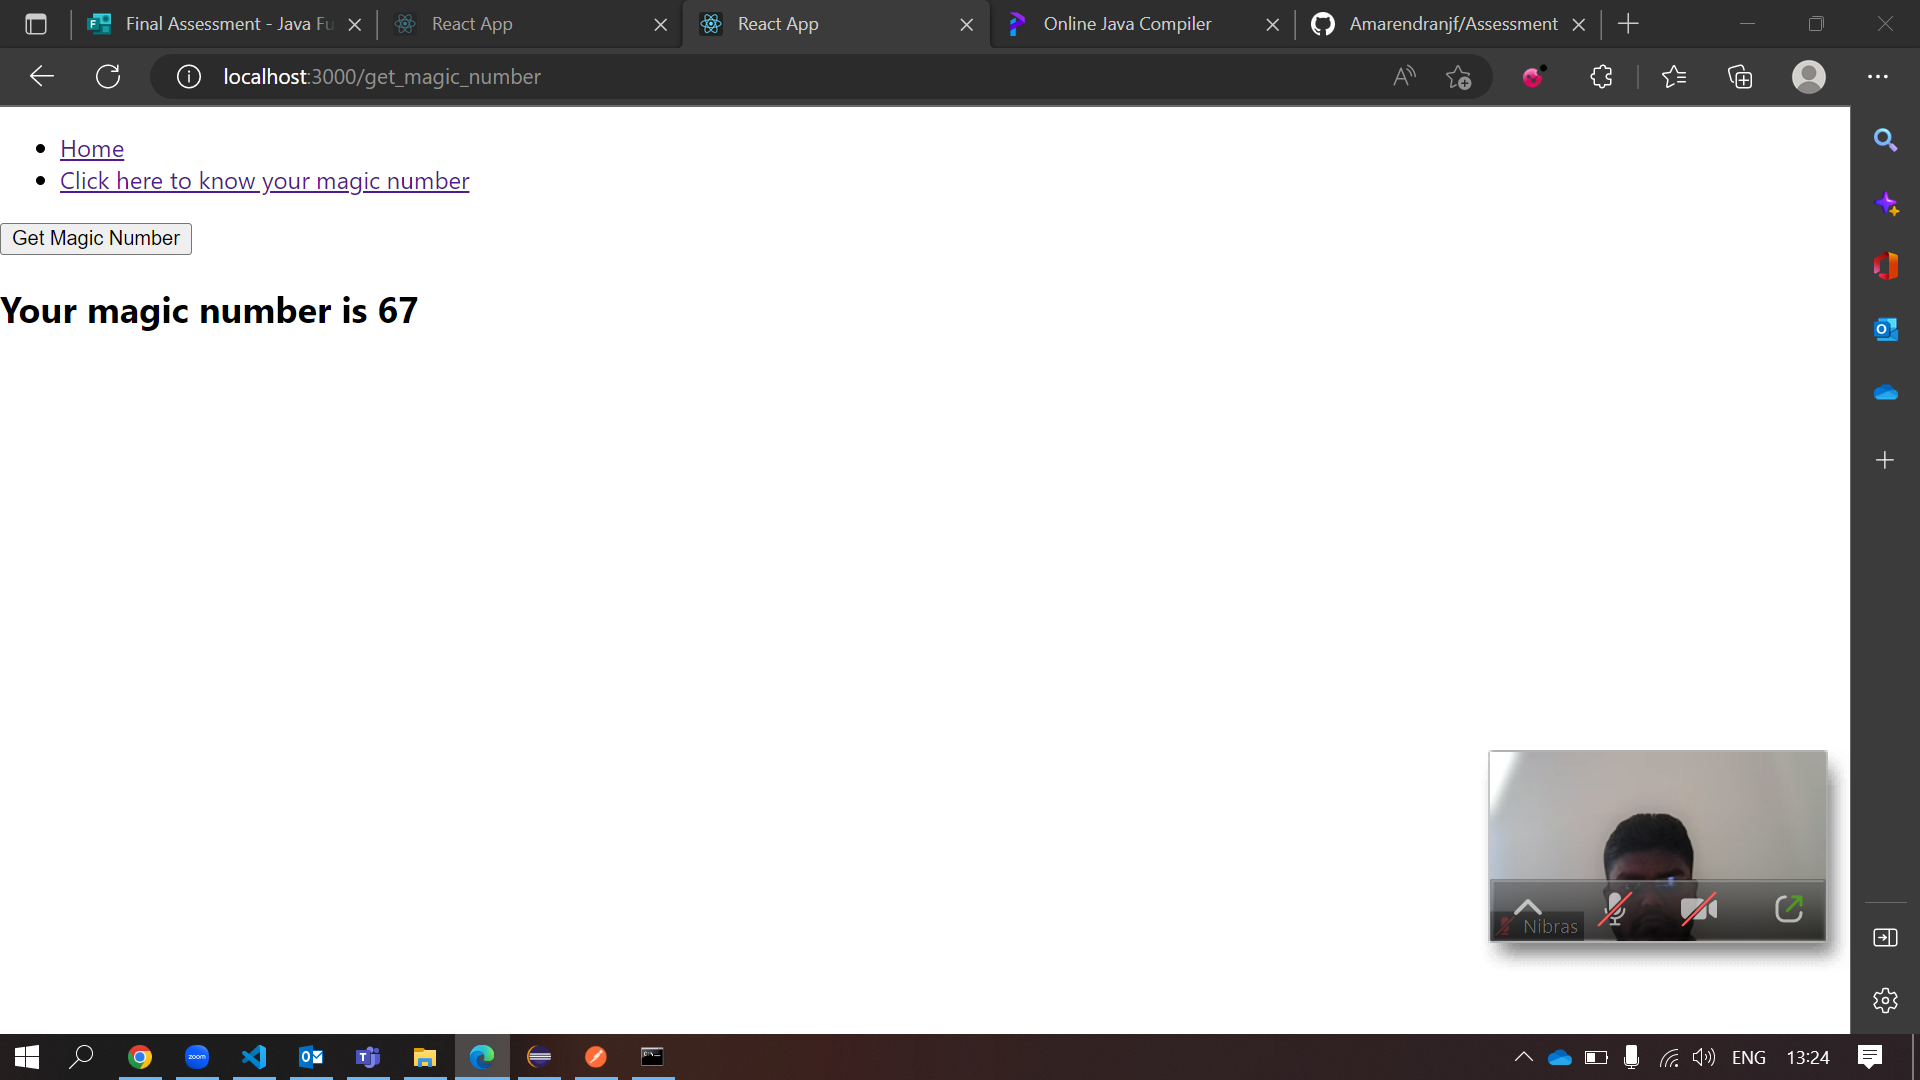 Final Assessment - Java Fu
React App
React App
Online Java Compiler
Amarendranjf/Assessment
localhost:3000/get_magic_number
Home
Click here to know your magic number
Get Magic Number
Your magic number is 67
Nibras
zoom
ENG
13:24